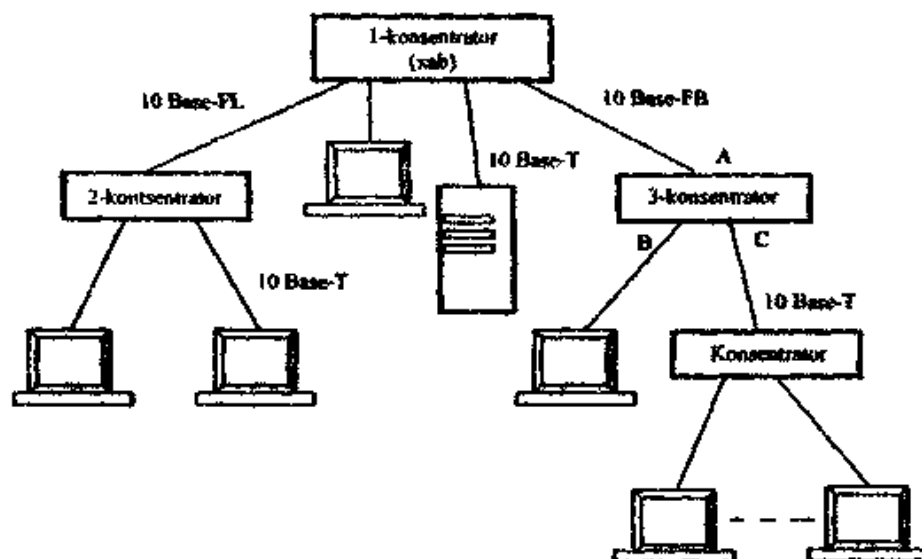 1-konsentrator
(xab)
10 Base-FL
10 Base-FB
10 Base-T
A
2-kontsentrator
3-konsentrator
B
C
10 Base-T
10 Base-T
Konsentrator